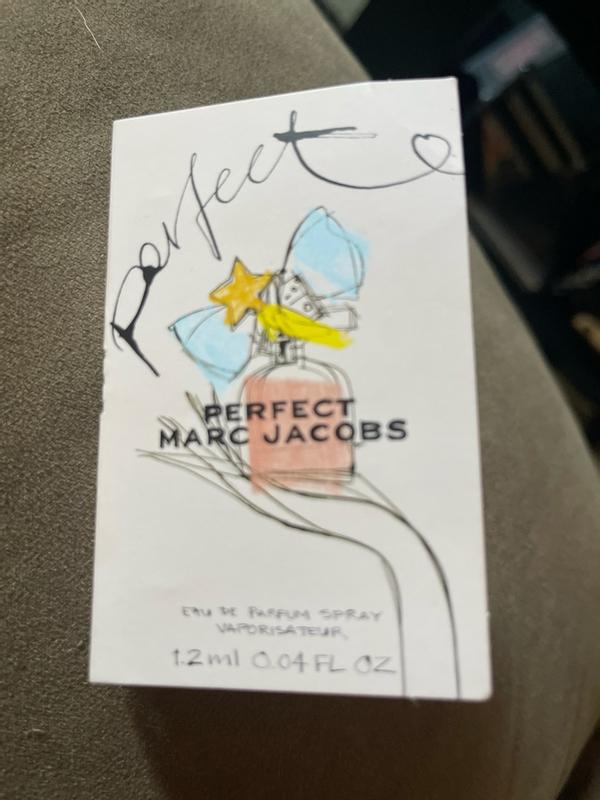 perfect
PERFECT
MARC JACOBS
EAU DE PARFUM SPRAY
VAPORISATEUR,
1.2ml 0.04 FL OZ